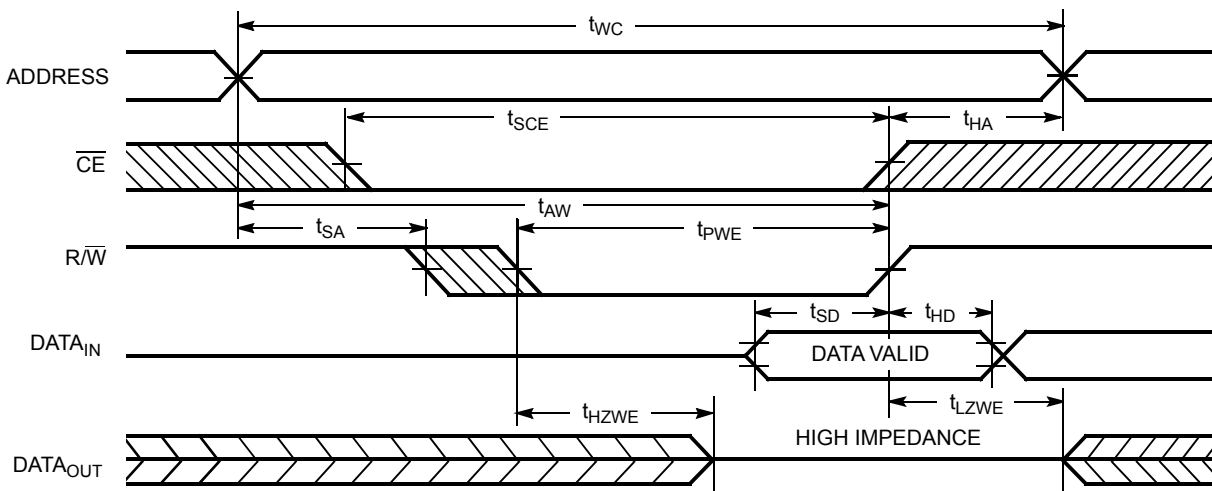 tWC
ADDRESS
tSCE
tHA
CE
tAW
tSA
tPWE
R/W
tSD
tHD
DATAIN
DATA VALID
tHZWE
tLZWE
HIGH IMPEDANCE
DATAOUT